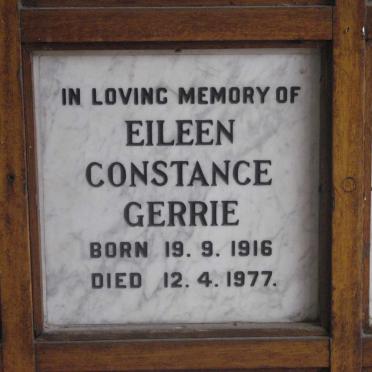 IN LOVING MEMORY OF
EILEEN
CONSTANCE
GERRIE
BORN 19. 9. 1916
DIED 12. 4. 1977.